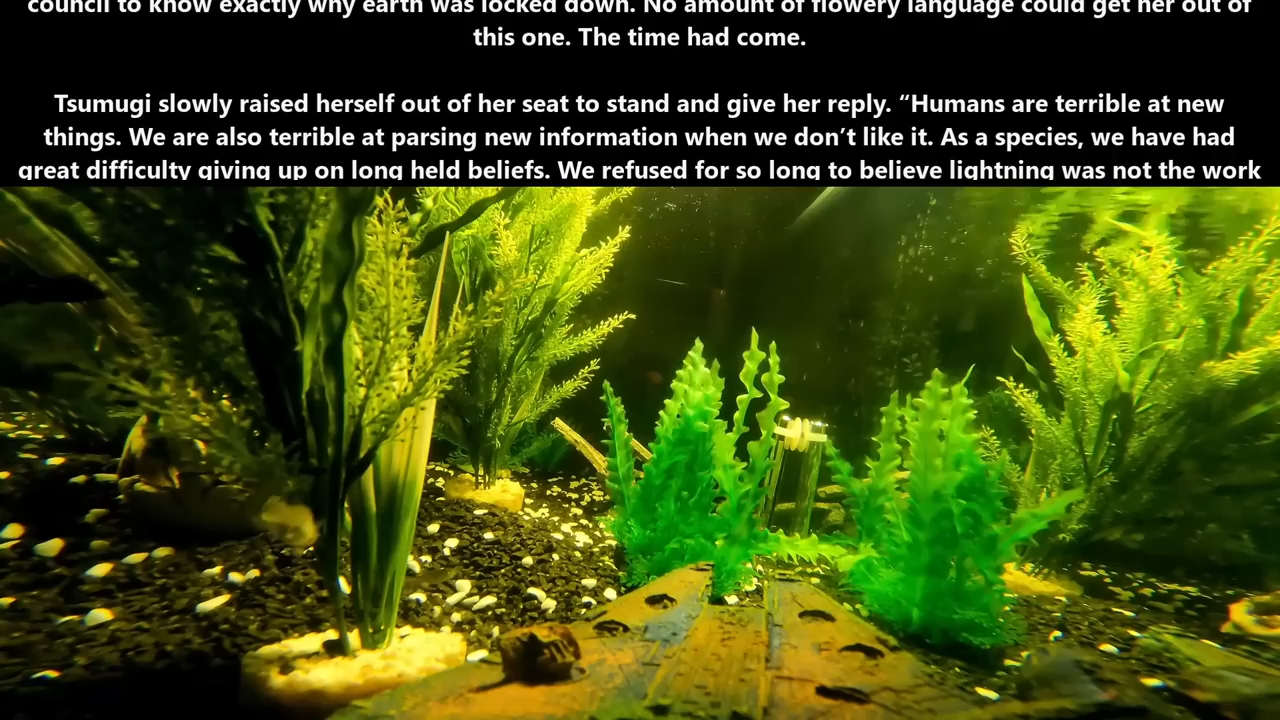 council to know exactly why earth was locked down. No amount of flowery language could get her out of
this one. The time had come.
Tsumugi slowly raised herself out of her seat to stand and give her reply. “Humans are terrible at new
things. We are also terrible at parsing new information when we don’t like it. As a species, we have had
great difficulty giving up on long held beliefs. We refused for so long to believe lightning was not the work